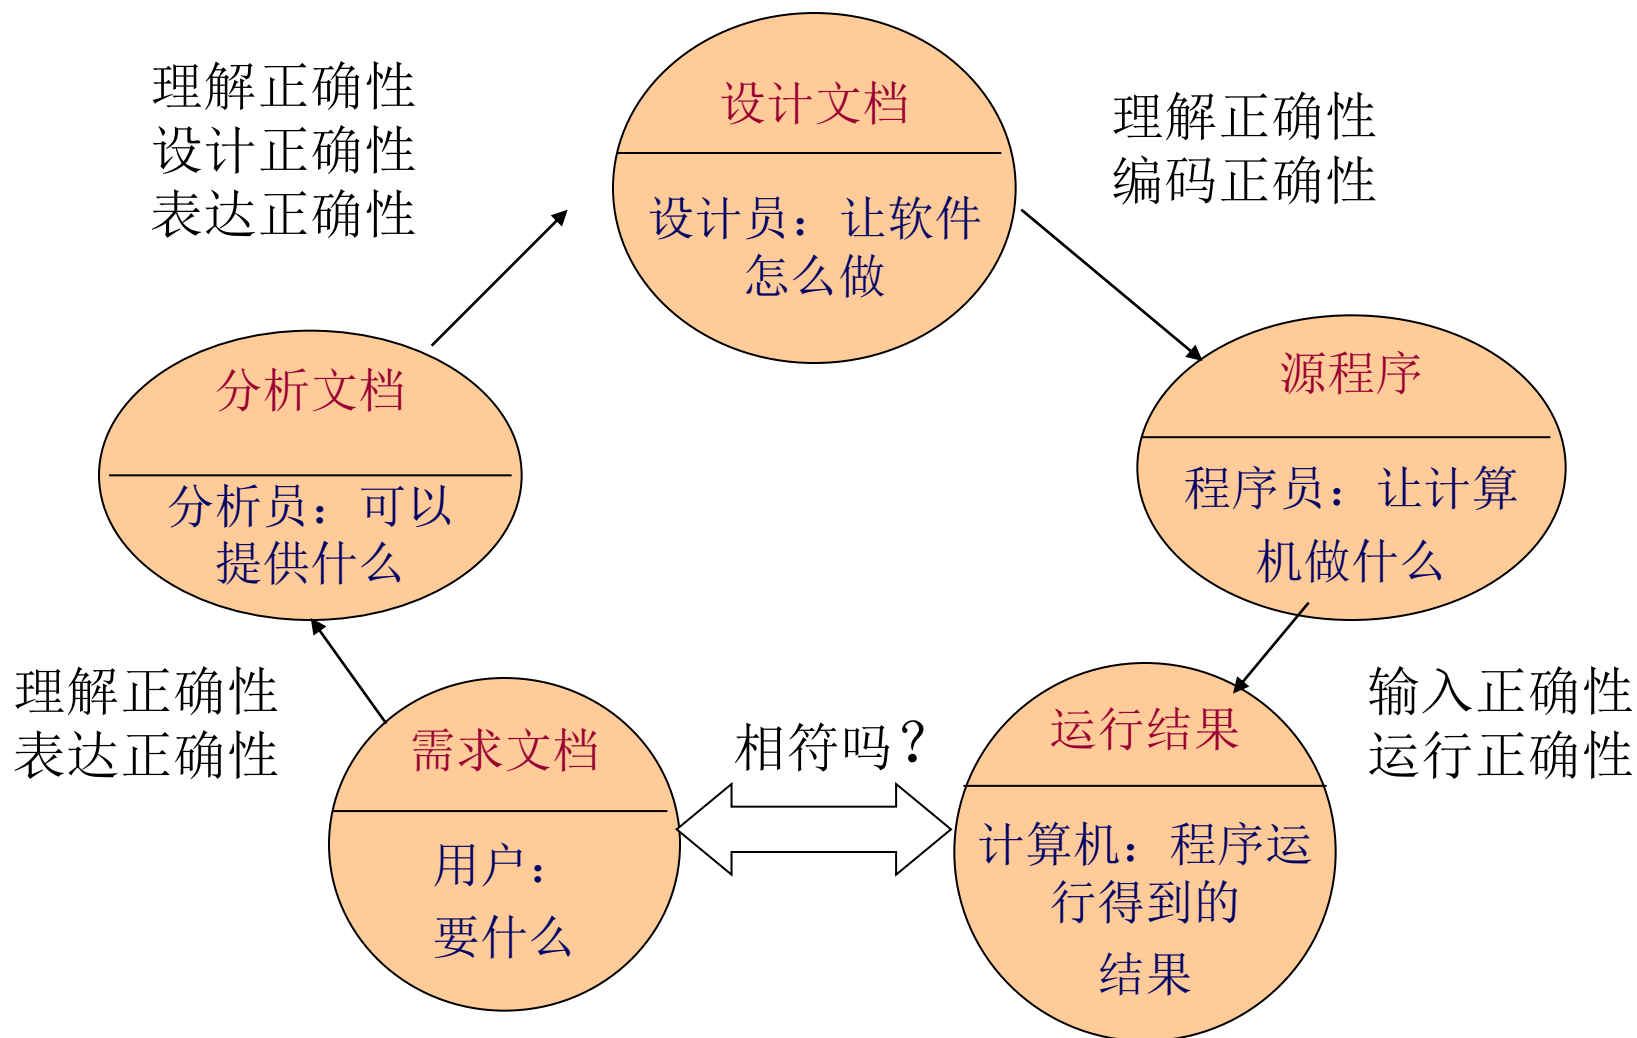 理解正确性
设计正确性
表达正确性
设计文档
设计员：让软件
怎么做
理解正确性
编码正确性
分析文档
分析员：可以
提供什么
源程序
程序员：让计算
机做什么
理解正确性
表达正确性
需求文档
用户：
要什么
相符吗？
运行结果
计算机：程序运
行得到的
结果
输入正确性
运行正确性